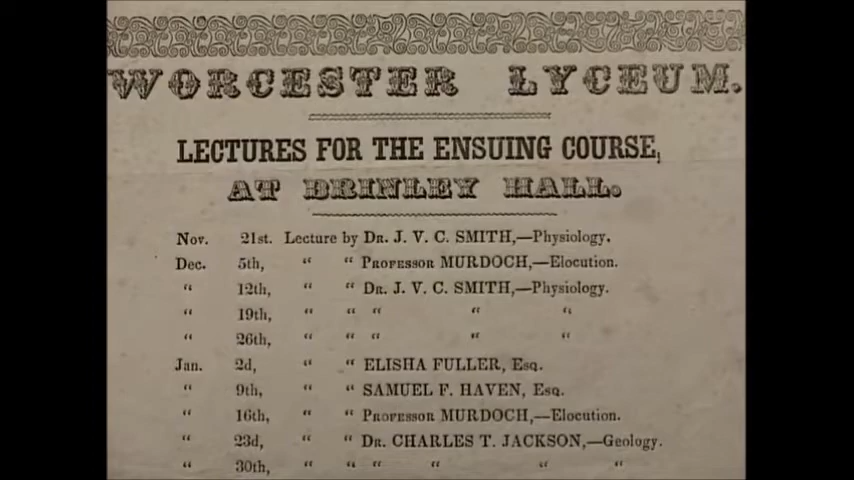 WORCESTER LYCEUM.
LECTURES FOR THE ENSUING COURSE,
AT BRINLEY HALL.
Nov. 21st. Lecture by Dr. J. V. C. SMITH,—Physiology.
Dec. 5th, “ “ Professor MURDOCH,—Elocution.
“ 12th, “ “ Dr. J. V. C. SMITH,—Physiology.
“ 19th, “ “ “ “ “
“ 26th, “ “ “ “ “
Jan. 2d, “ “ ELISHA FULLER, Esq.
“ 9th, “ “ SAMUEL F. HAVEN, Esq.
“ 16th, “ “ Professor MURDOCH,—Elocution.
“ 23d, “ “ Dr. CHARLES T. JACKSON,—Geology.
“ 30th, “ “ “ “ “ “